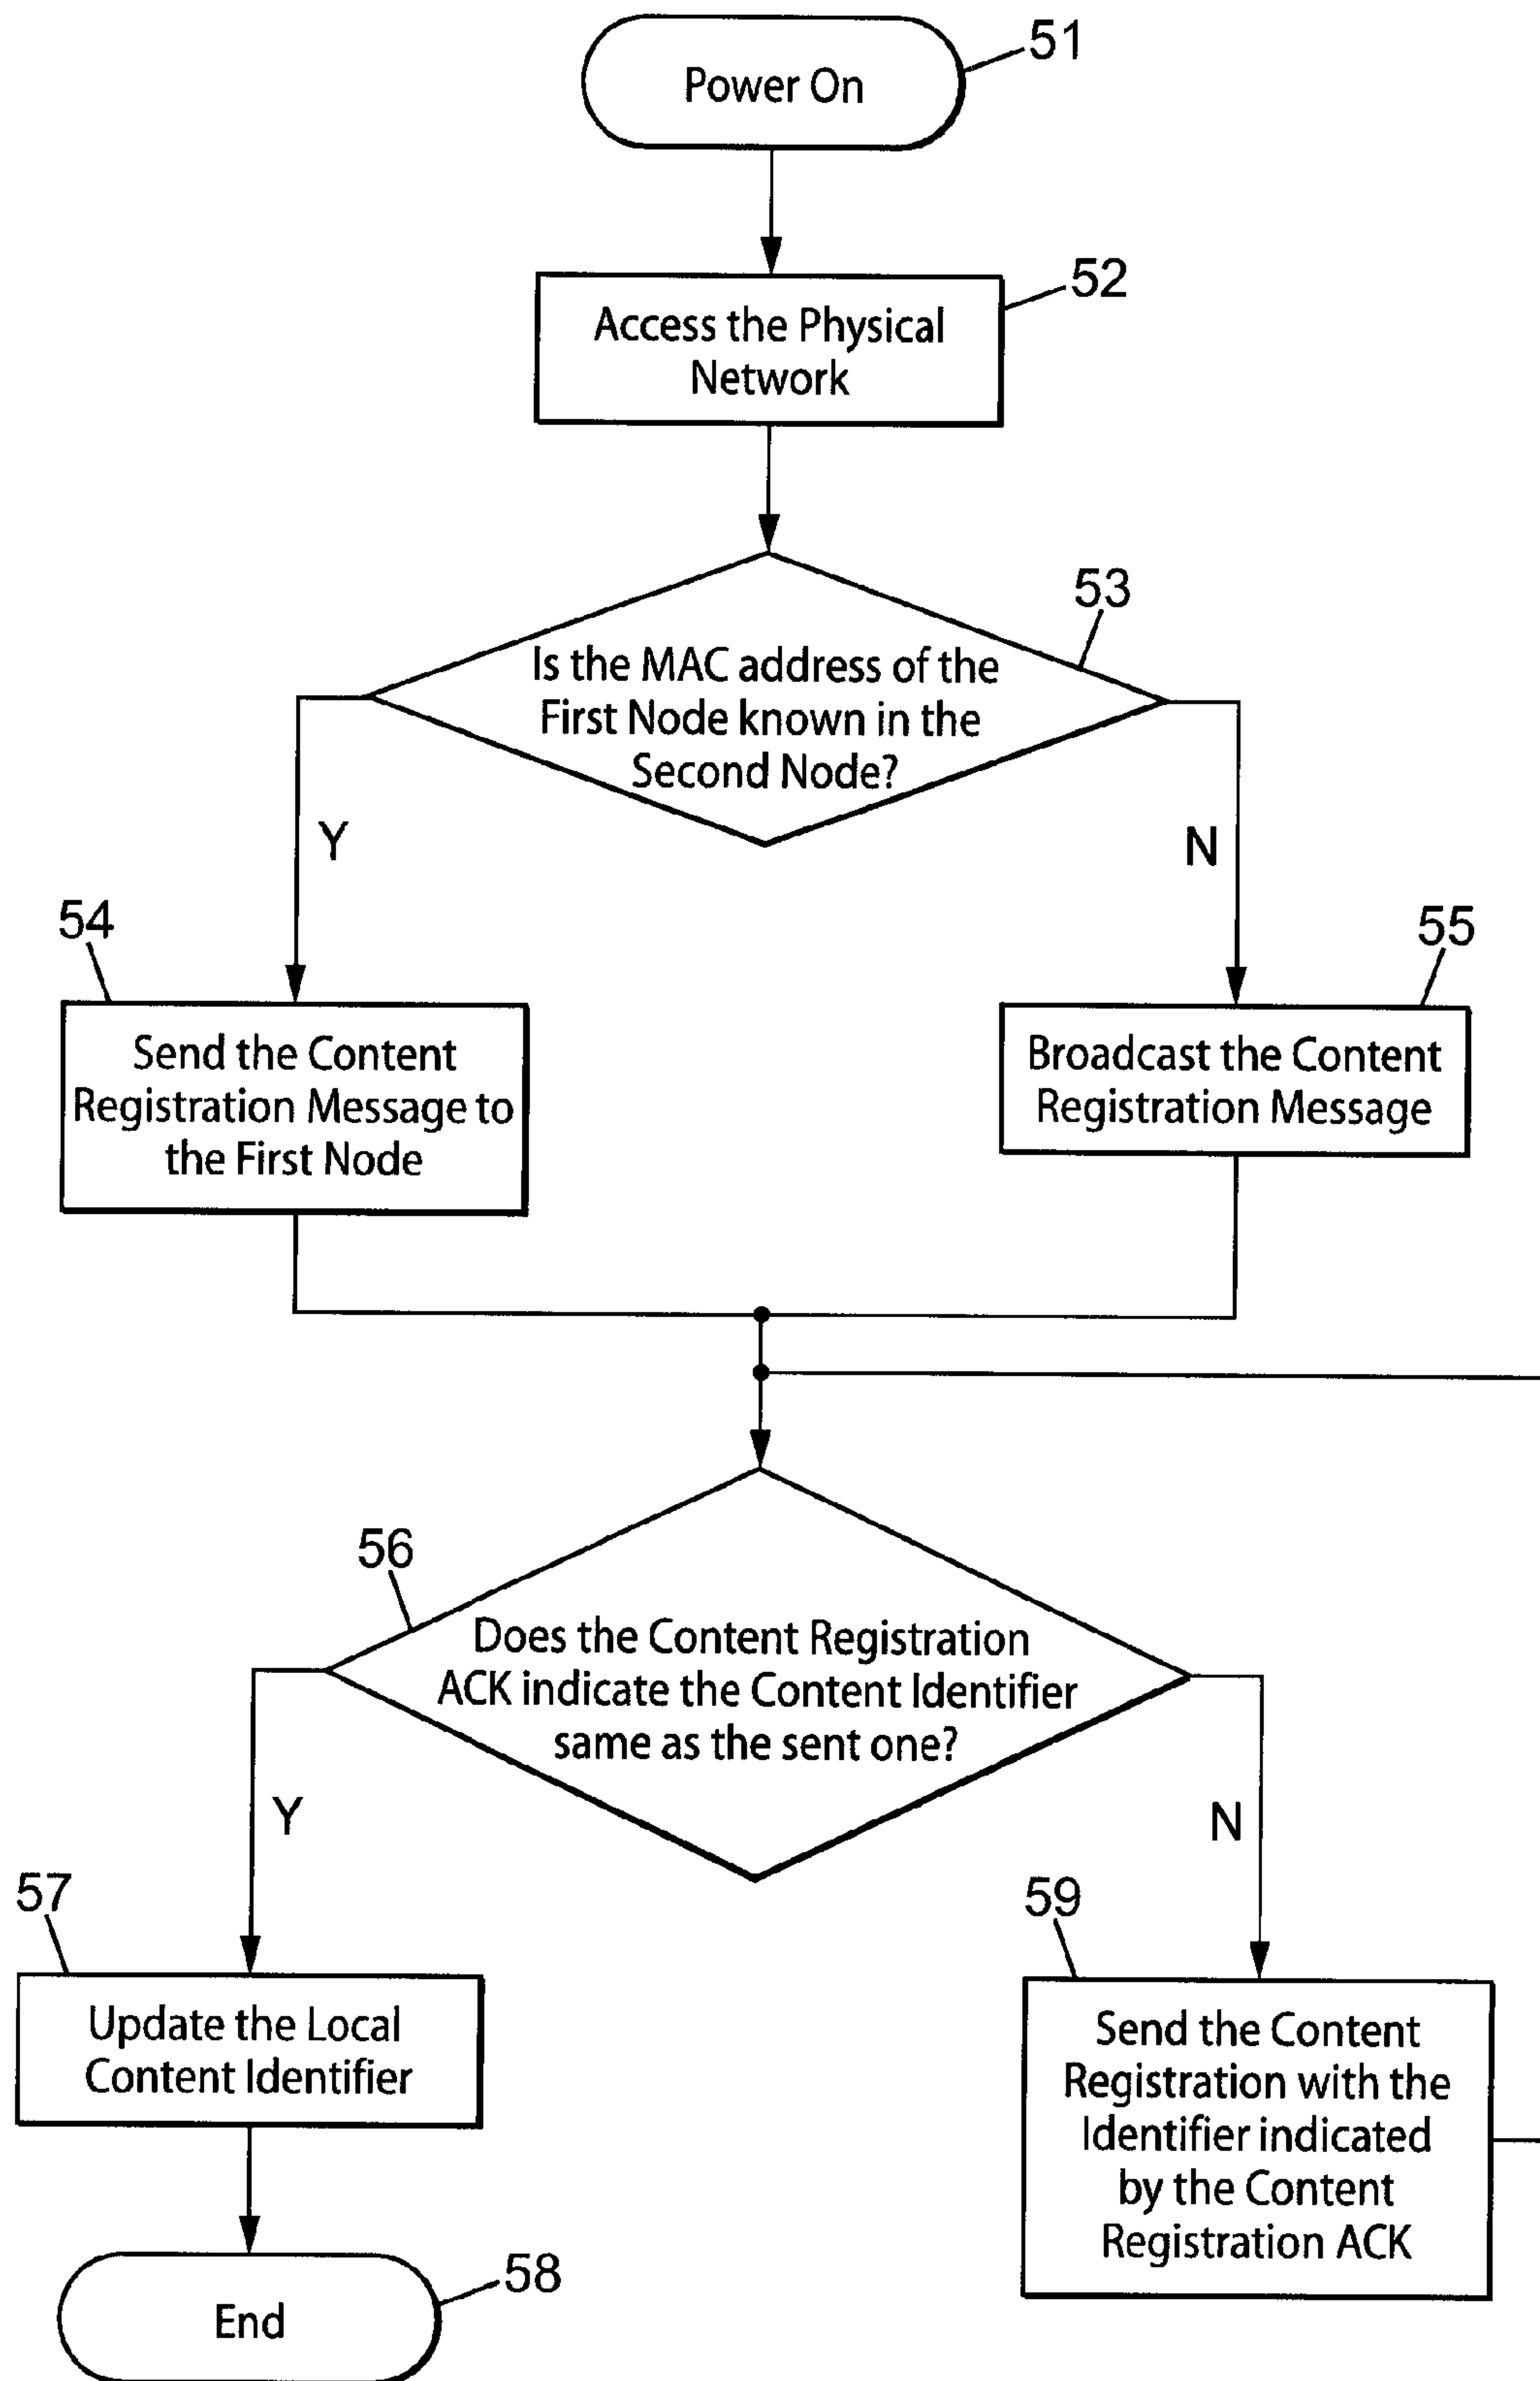 51
Power On
52
Access the Physical
Network
53
Is the MAC address of the
First Node known in the
Second Node?
Y
N
54
55
Send the Content
Registration Message to
the First Node
Broadcast the Content
Registration Message
56
Does the Content Registration
ACK indicate the Content Identifier
same as the sent one?
Y
N
57
59
Update the Local
Content Identifier
Send the Content
Registration with the
Identifier indicated
by the Content
Registration ACK
58
End